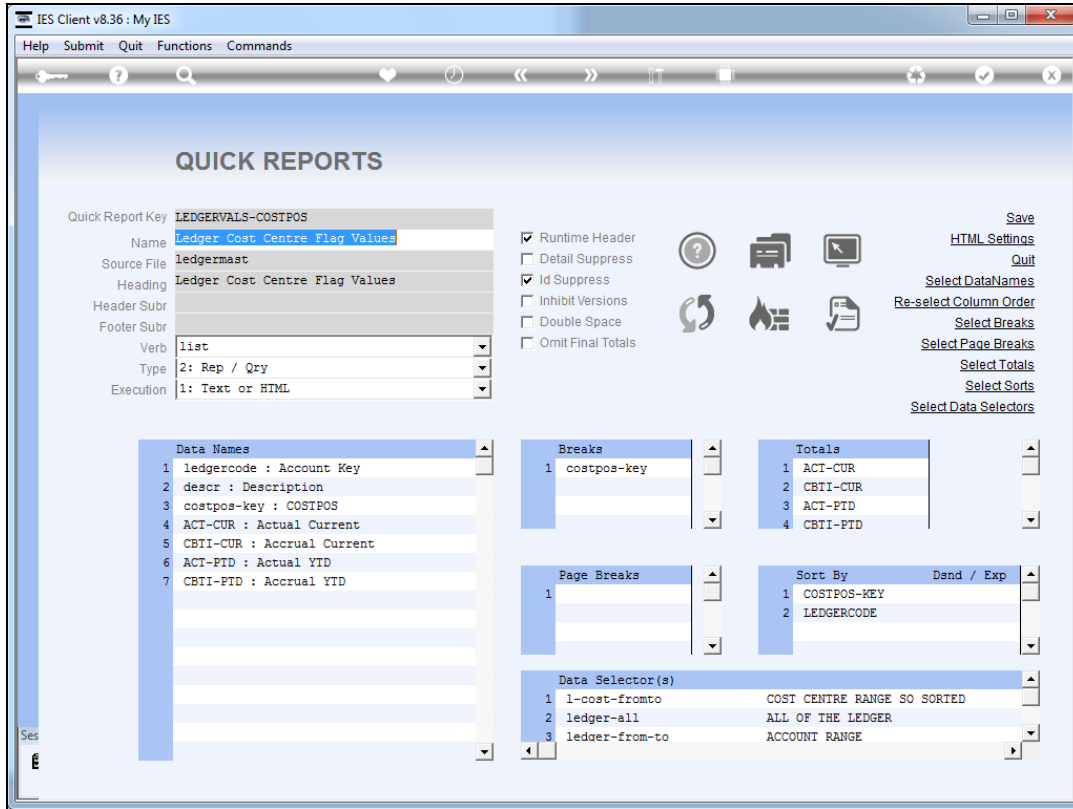 IES Client v8.36 : My IES
Help Submit Quit Functions Commands
QUICK REPORTS
Quick Report Key LEDGERVALS-COSTPOS
Name Ledger Cost Centre Flag Values
Source File ledgermast
Heading Ledger Cost Centre Flag Values
Header Subr
Footer Subr
Verb list
Type 2: Rep / Qry
Execution 1: Text or HTML
Runtime Header
Detail Suppress
Id Suppress
Inhibit Versions
Double Space
Omit Final Totals
Save
HTML Settings
Quit
Select DataNames
Re-select Column Order
Select Breaks
Select Page Breaks
Select Totals
Select Sorts
Select Data Selectors
Data Names
1 ledgercode : Account Key
2 descr : Description
3 costpos-key : COSTPOS
4 ACT-CUR : Actual Current
5 CBTI-CUR : Accrual Current
6 ACT-PTD : Actual YTD
7 CBTI-PTD : Accrual YTD
Breaks
1 costpos-key
Totals
1 ACT-CUR
2 CBTI-CUR
3 ACT-PTD
4 CBTI-PTD
Page Breaks
1
Sort By Dsnd / Exp
1 COSTPOS-KEY
2 LEDGERCODE
Data Selector(s)
1 l-cost-fromto COST CENTRE RANGE SO SORTED
2 ledger-all ALL OF THE LEDGER
3 ledger-from-to ACCOUNT RANGE
Ses